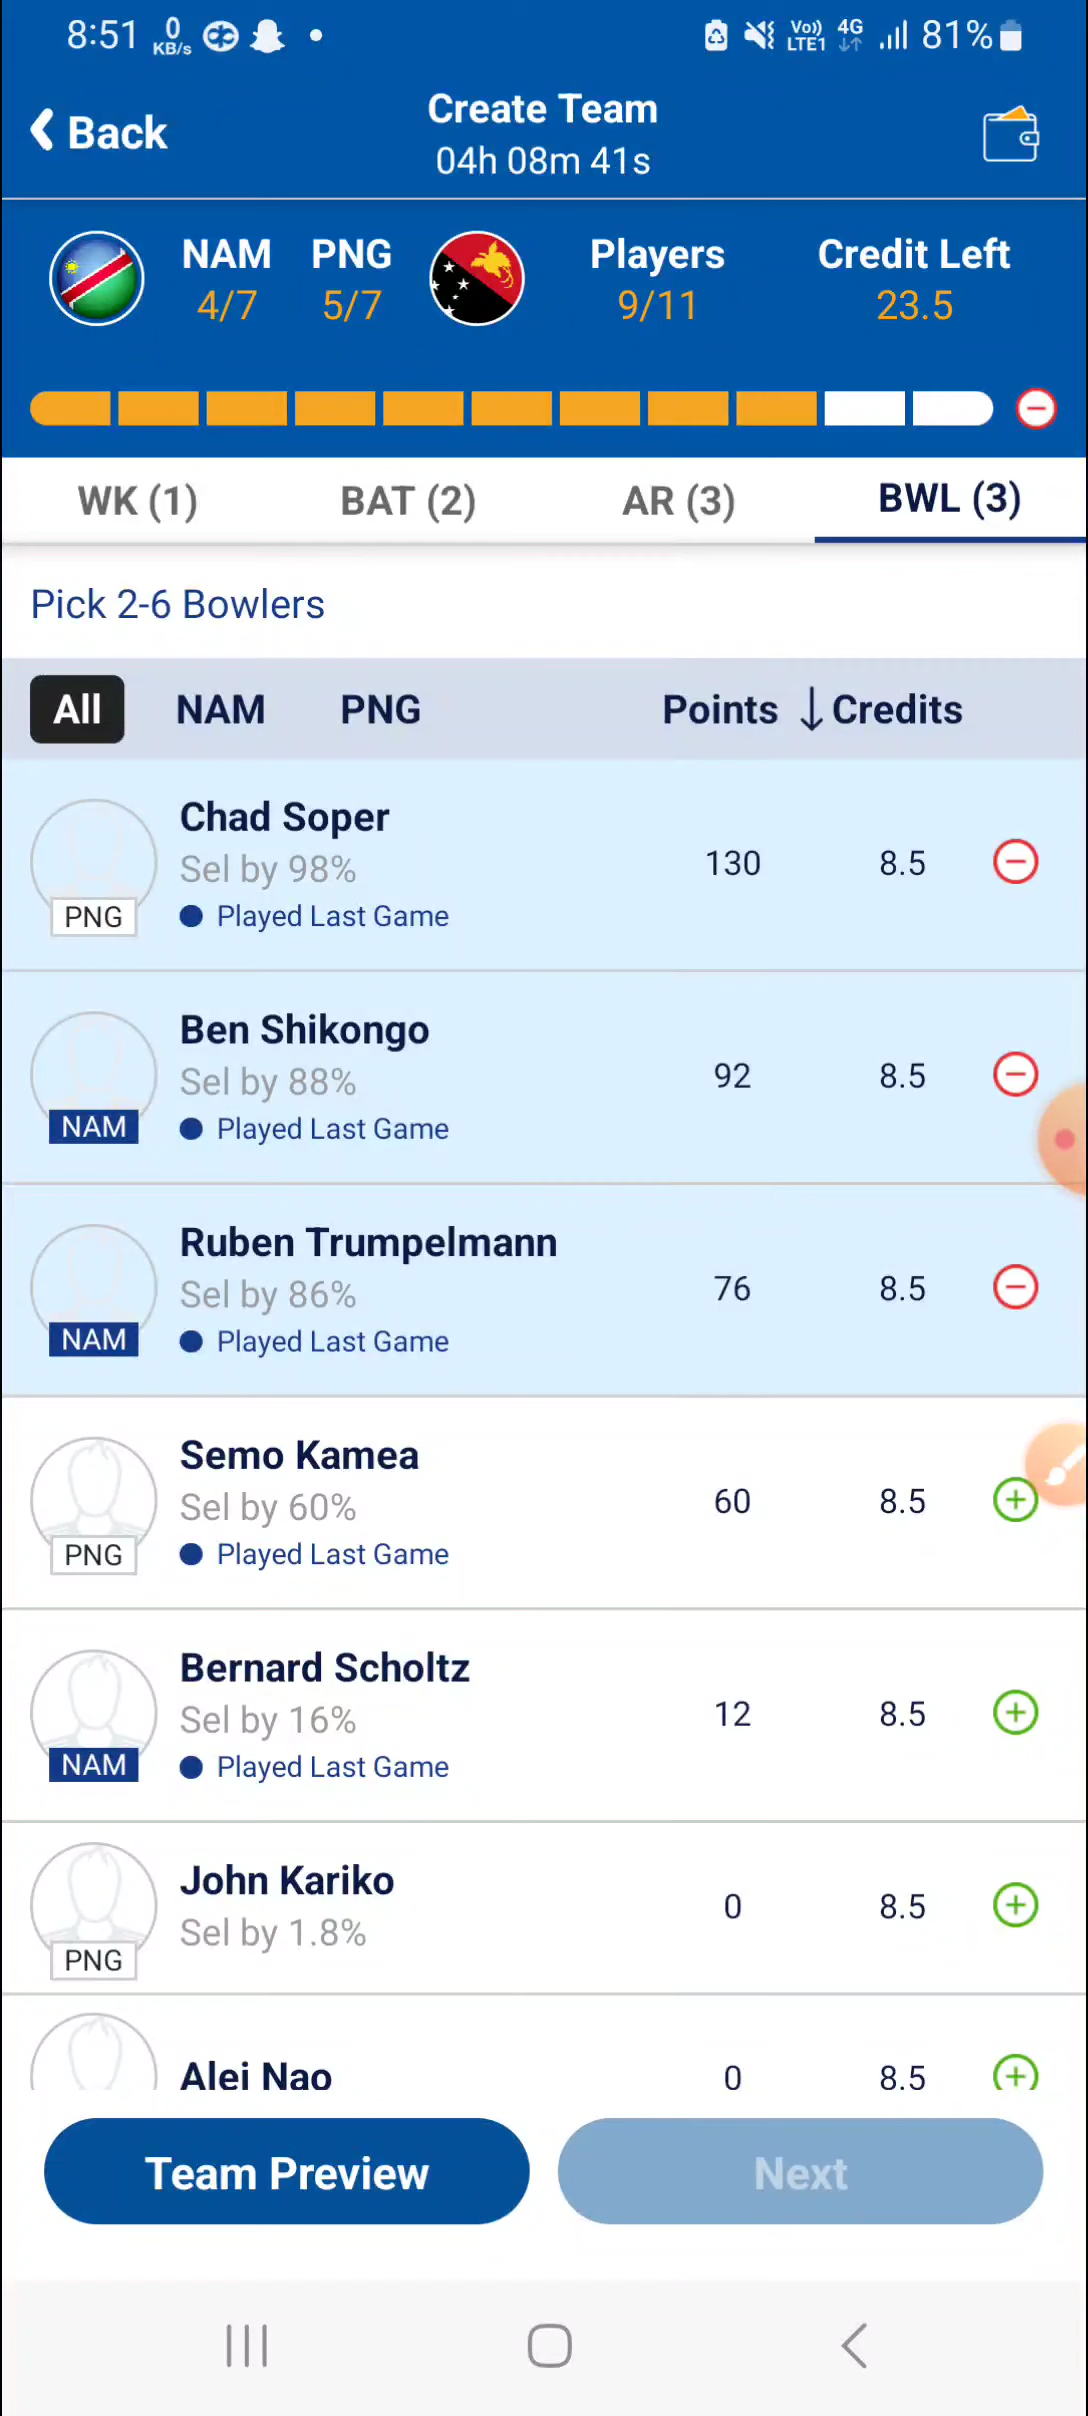 8:51 0 KB/s Vo)) LTE1 4G 81%
Back
Create Team
04h 08m 41s
NAM PNG Players Credit Left
4/7 5/7 9/11 23.5
WK (1) BAT (2) AR (3) BWL (3)
Pick 2-6 Bowlers
All NAM PNG Points ↓ Credits
Chad Soper
Sel by 98%
130 8.5
PNG Played Last Game
Ben Shikongo
Sel by 88%
92 8.5
NAM Played Last Game
Ruben Trumpelmann
Sel by 86%
76 8.5
NAM Played Last Game
Semo Kamea
Sel by 60%
60 8.5
PNG Played Last Game
Bernard Scholtz
Sel by 16%
12 8.5
NAM Played Last Game
John Kariko
0 8.5
Sel by 1.8%
PNG
Alei Nao 0 8.5
Team Preview Next